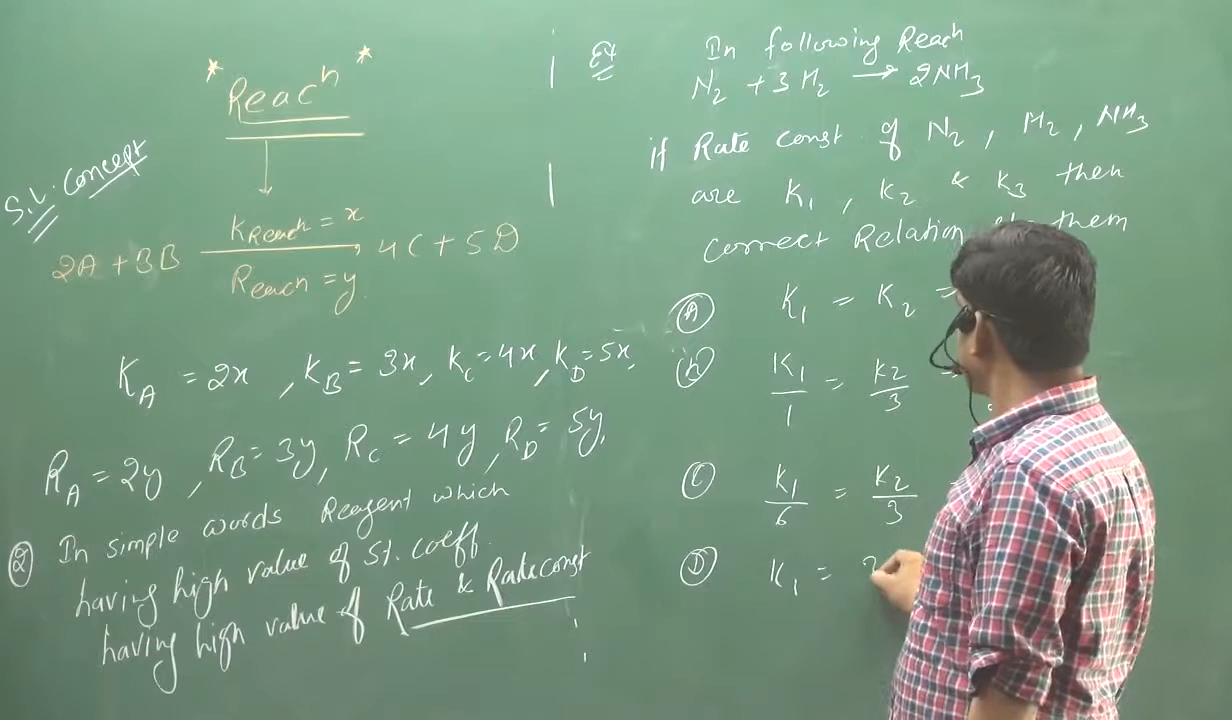 * Reacⁿ *
S.L. Concept
2A + 3B K Reacn = x 4C + 5D
Reacn = y
K_A = 2x , K_B = 3x , K_C = 4x , K_D = 5x ,
R_A = 2y , R_B = 3y , R_C = 4y , R_D = 5y ,
② In simple words Reagent which
having high value of St. coeff.
having high value of Rate & Rate const
Ex In following Reacn
N₂ + 3H₂ → 2NH₃
if Rate const of N₂ , H₂ , NH₃
are K₁ , K₂ & K₃ then
Correct Relation them
Ⓐ K₁ = K₂ =
K₁/1 = K₂/3 =
Ⓒ K₁/6 = K₂/3 =
Ⓓ K₁ =